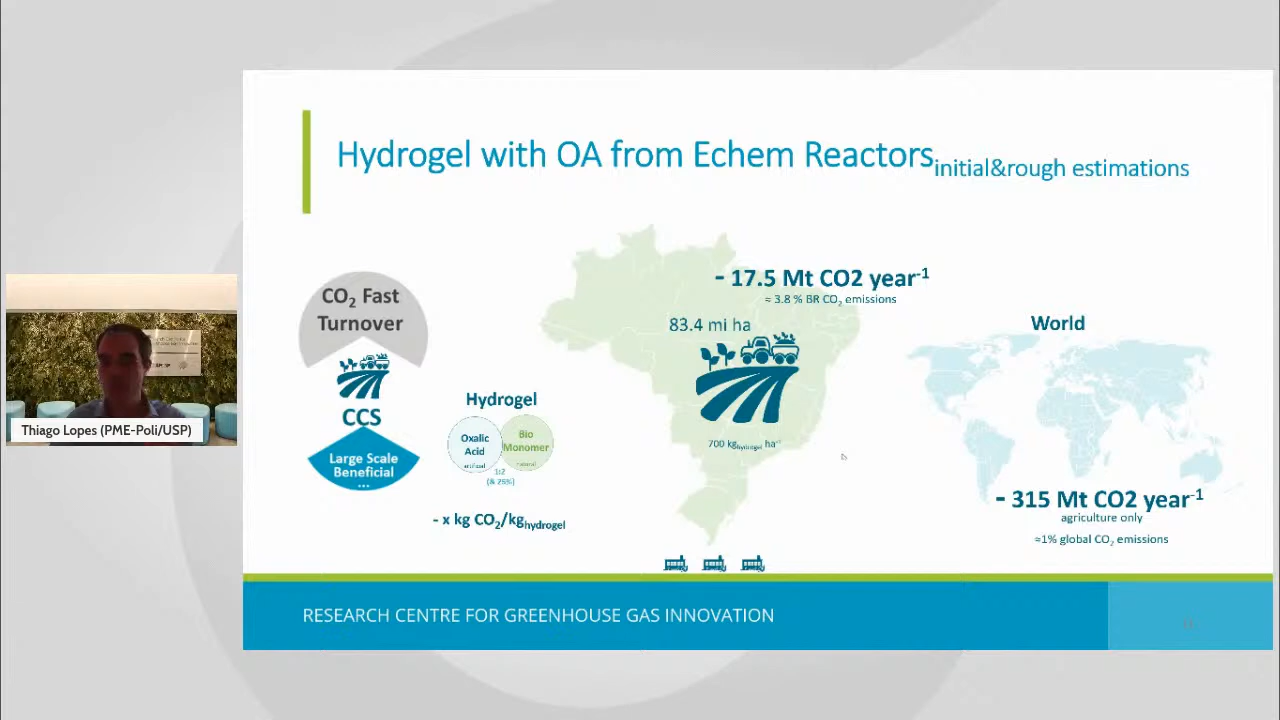 Hydrogel with OA from Echem Reactors initial&rough estimations
CO2 Fast
Turnover
CCS
Large Scale
Beneficial
...
Hydrogel
Oxalic
Acid
artificial
Bio
Monomer
natural
1:2
(& 25%)
- x kg CO2/kg hydrogel
- 17.5 Mt CO2 year-1
≈ 3.8 % BR CO2 emissions
83.4 mi ha
700 kg hydrogel ha-1
World
- 315 Mt CO2 year-1
agriculture only
≈1% global CO2 emissions
Thiago Lopes (PME-Poli/USP)
RESEARCH CENTRE FOR GREENHOUSE GAS INNOVATION